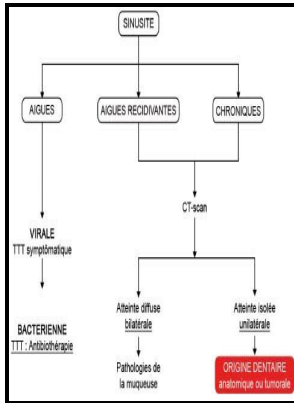 SINUSITE
AIGUES
AIGUES RECIDIVANTES
CHRONIQUES
CT-scan
VIRALE
TTT symptômatique
BACTERIENNE
TTT : Antibiothérapie
Atteinte diffuse
bilatérale
Atteinte isolée
unilatérale
Pathologies de
la muqueuse
ORIGINE DENTAIRE
anatomique ou tumorale